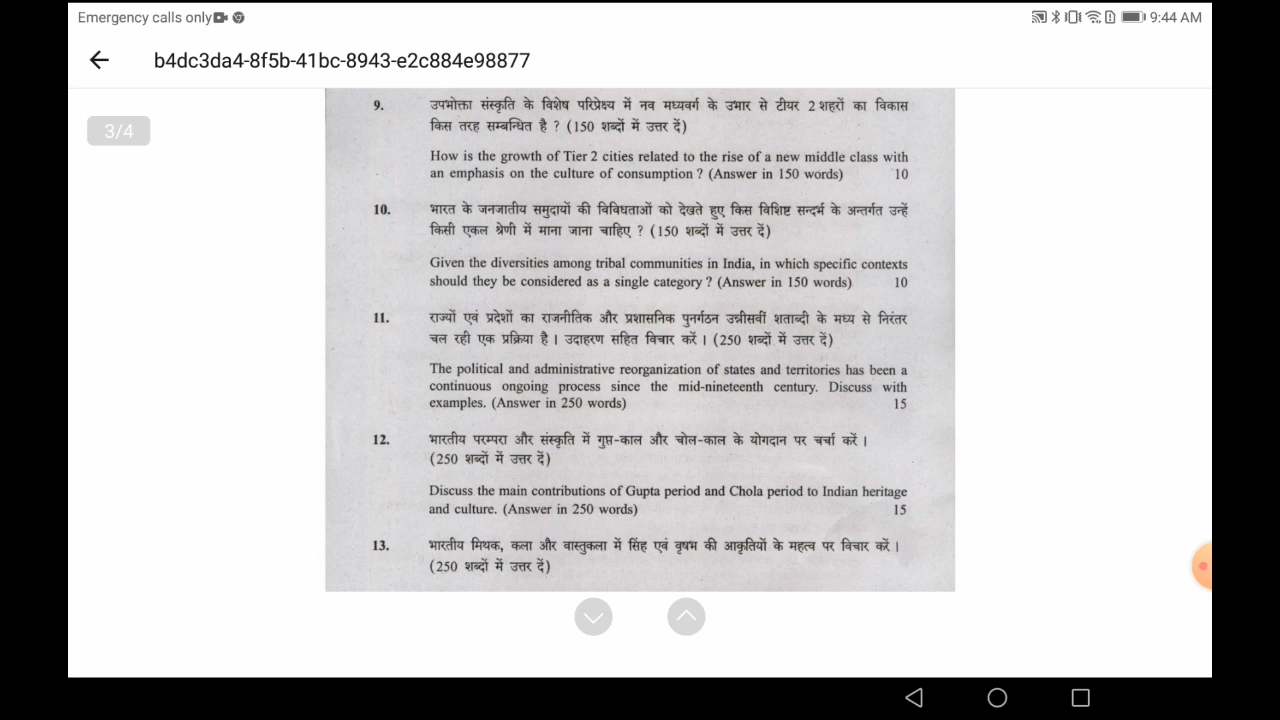 Emergency calls only
9:44 AM
b4dc3da4-8f5b-41bc-8943-e2c884e98877
3/4
9. उपभोक्ता संस्कृति के विशेष परिप्रेक्ष्य में नव मध्यवर्ग के उभार से टीयर 2 शहरों का विकास
किस तरह सम्बन्धित है ? (150 शब्दों में उत्तर दें)
How is the growth of Tier 2 cities related to the rise of a new middle class with
an emphasis on the culture of consumption ? (Answer in 150 words) 10
10. भारत के जनजातीय समुदायों की विविधताओं को देखते हुए किस विशिष्ट सन्दर्भ के अन्तर्गत उन्हें
किसी एकल श्रेणी में माना जाना चाहिए ? (150 शब्दों में उत्तर दें)
Given the diversities among tribal communities in India, in which specific contexts
should they be considered as a single category ? (Answer in 150 words) 10
11. राज्यों एवं प्रदेशों का राजनीतिक और प्रशासनिक पुनर्गठन उन्नीसवीं शताब्दी के मध्य से निरंतर
चल रही एक प्रक्रिया है । उदाहरण सहित विचार करें । (250 शब्दों में उत्तर दें)
The political and administrative reorganization of states and territories has been a
continuous ongoing process since the mid-nineteenth century. Discuss with
examples. (Answer in 250 words) 15
12. भारतीय परम्परा और संस्कृति में गुप्त-काल और चोल-काल के योगदान पर चर्चा करें ।
(250 शब्दों में उत्तर दें)
Discuss the main contributions of Gupta period and Chola period to Indian heritage
and culture. (Answer in 250 words) 15
13. भारतीय मिथक, कला और वास्तुकला में सिंह एवं वृषभ की आकृतियों के महत्व पर विचार करें ।
(250 शब्दों में उत्तर दें)